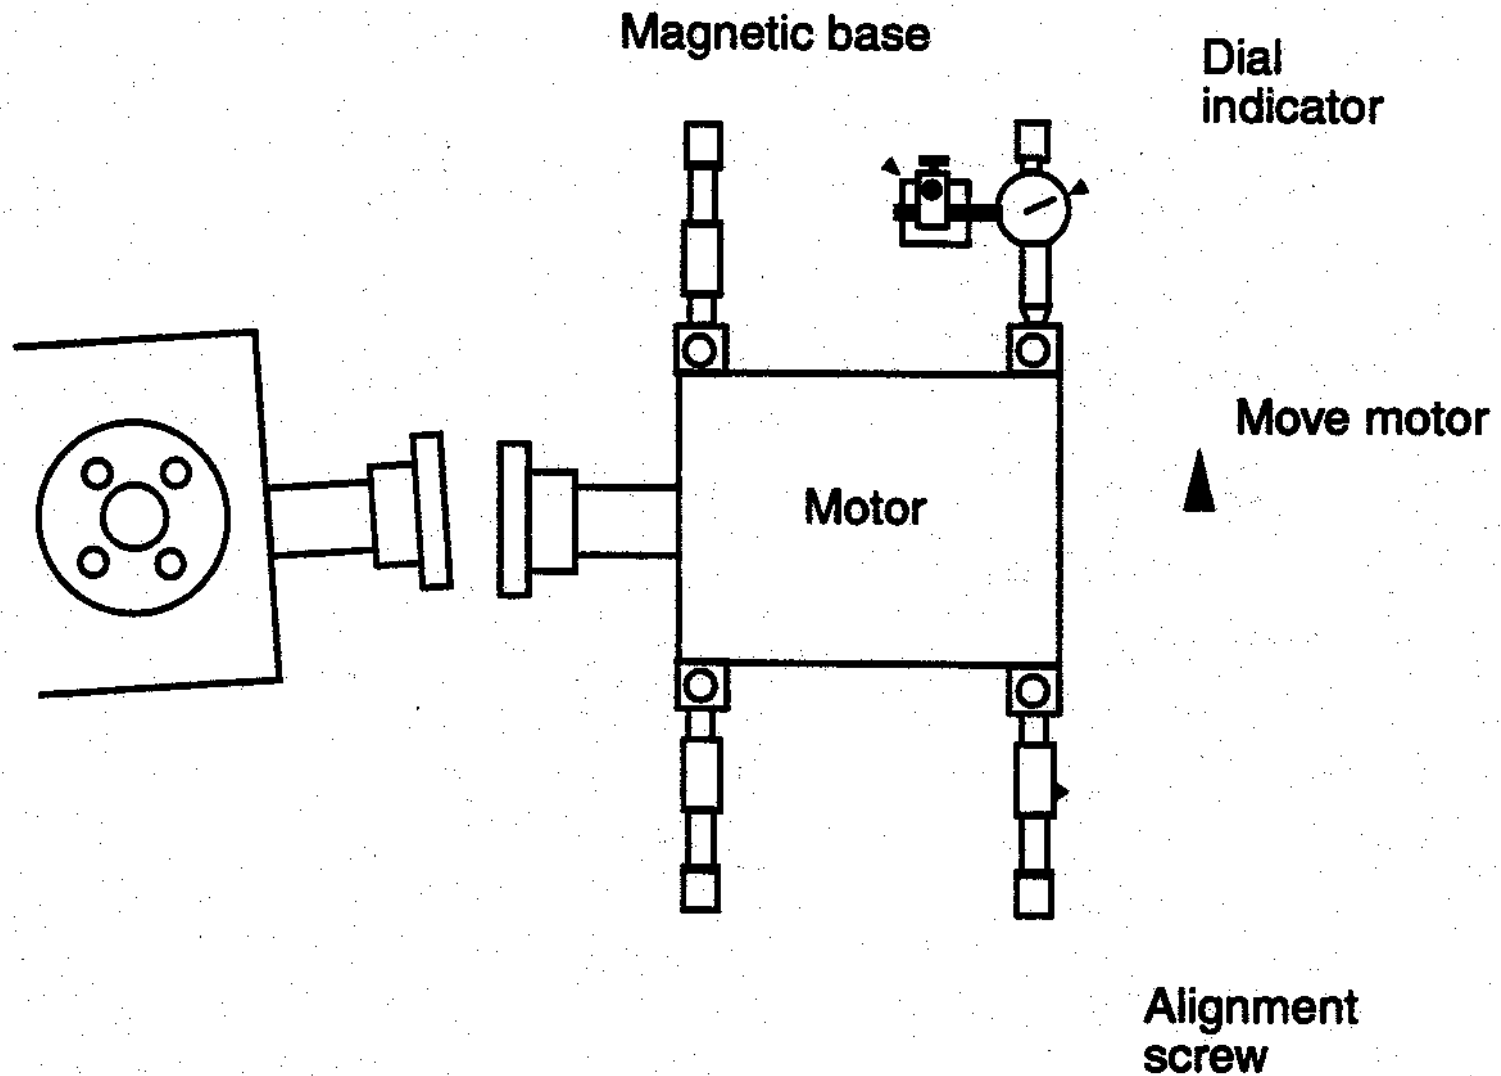 Magnetic base
Dial
indicator
Move motor
Motor
Alignment
screw